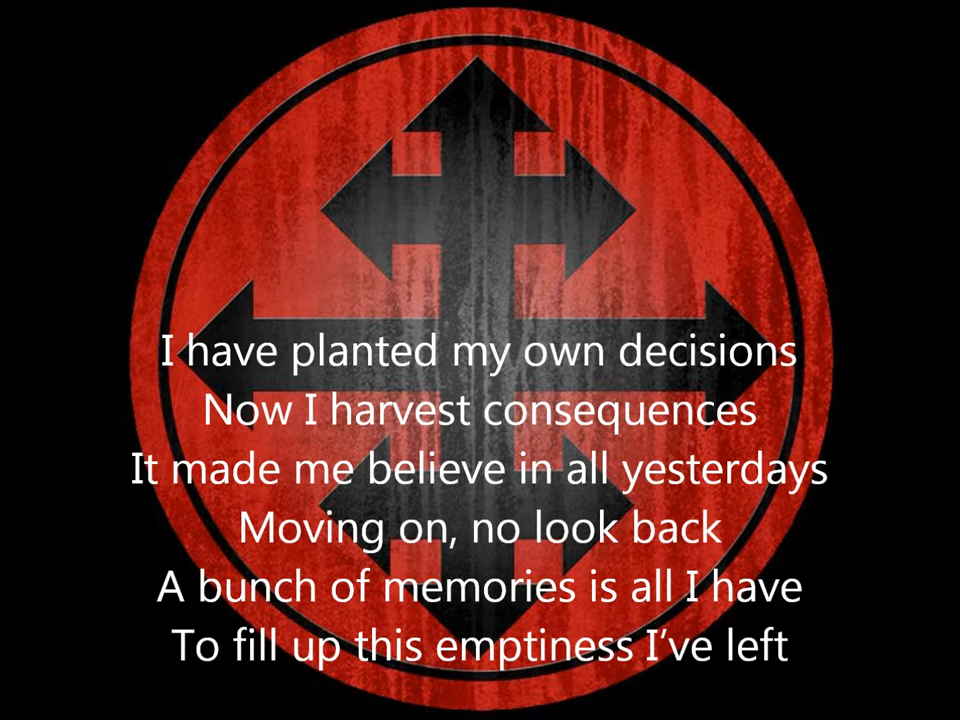 I have planted my own decisions
Now I harvest consequences
It made me believe in all yesterdays
Moving on, no look back
A bunch of memories is all I have
To fill up this emptiness I’ve left